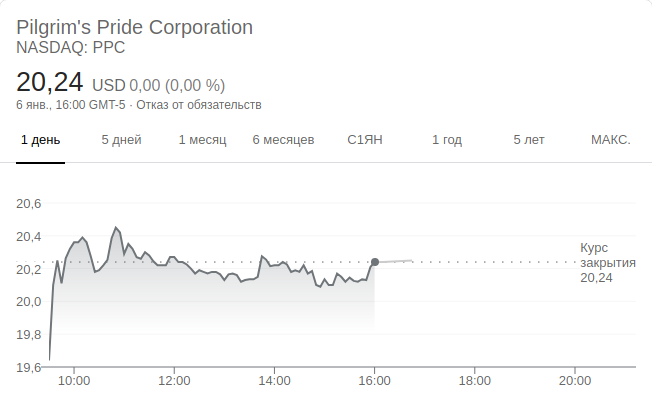 Pilgrim's Pride Corporation
NASDAQ: PPC
20,24 USD 0,00 (0,00 %)
6 янв., 16:00 GMT-5 · Отказ от обязательств
1 день 5 дней 1 месяц 6 месяцев С1ЯН 1 год 5 лет МАКС.
20,6
20,4
20,2
20,0
19,8
19,6
Курс
закрытия
20,24
10:00 12:00 14:00 16:00 18:00 20:00